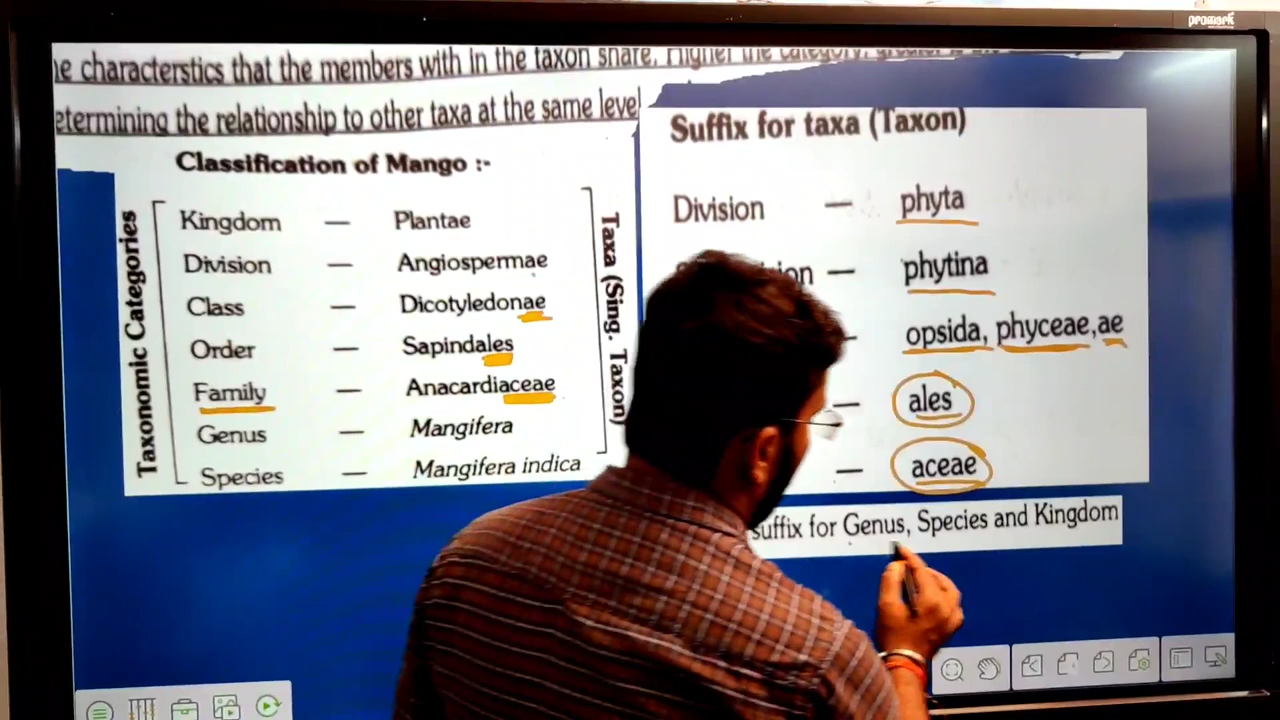 promark
e characterstics that the members with in the taxon share. Higher the category,
etermining the relationship to other taxa at the same level
Classification of Mango :-
Taxonomic Categories
Kingdom — Plantae
Division — Angiospermae
Class — Dicotyledonae
Order — Sapindales
Family — Anacardiaceae
Genus — Mangifera
Species — Mangifera indica
Taxa (Sing. Taxon)
Suffix for taxa (Taxon)
Division — phyta
ion — phytina
— opsida, phyceae,ae
— ales
— aceae
suffix for Genus, Species and Kingdom